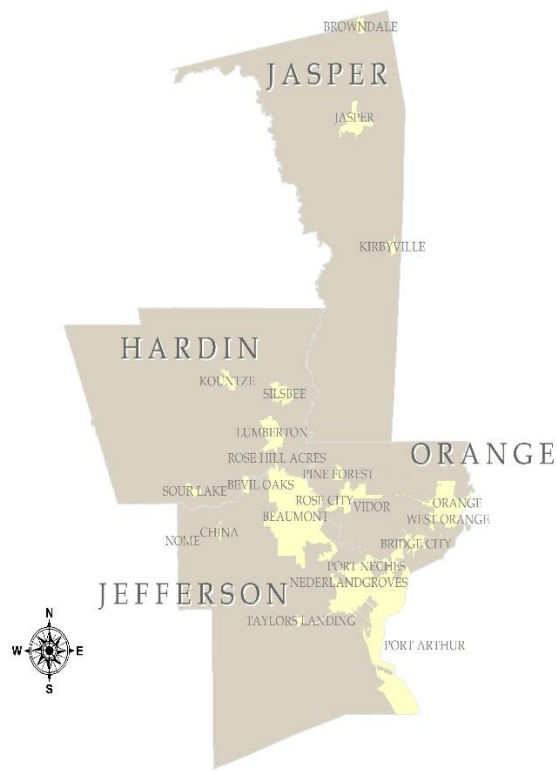 BROWNDALE
JASPER
JASPER
KIRBYVILLE
HARDIN
KOUNTZE
SILSBEE
LUMBERTON
ORANGE
ROSE HILL ACRES
PINE FOREST
BEVIL OAKS
SOUR LAKE
ROSE CITY
VIDOR
ORANGE
BEAUMONT
WEST ORANGE
CHINA
NOME
BRIDGE CITY
PORT NECHES
NEDERLANDGROVES
JEFFERSON
TAYLORS LANDING
PORT ARTHUR
N
W E
S